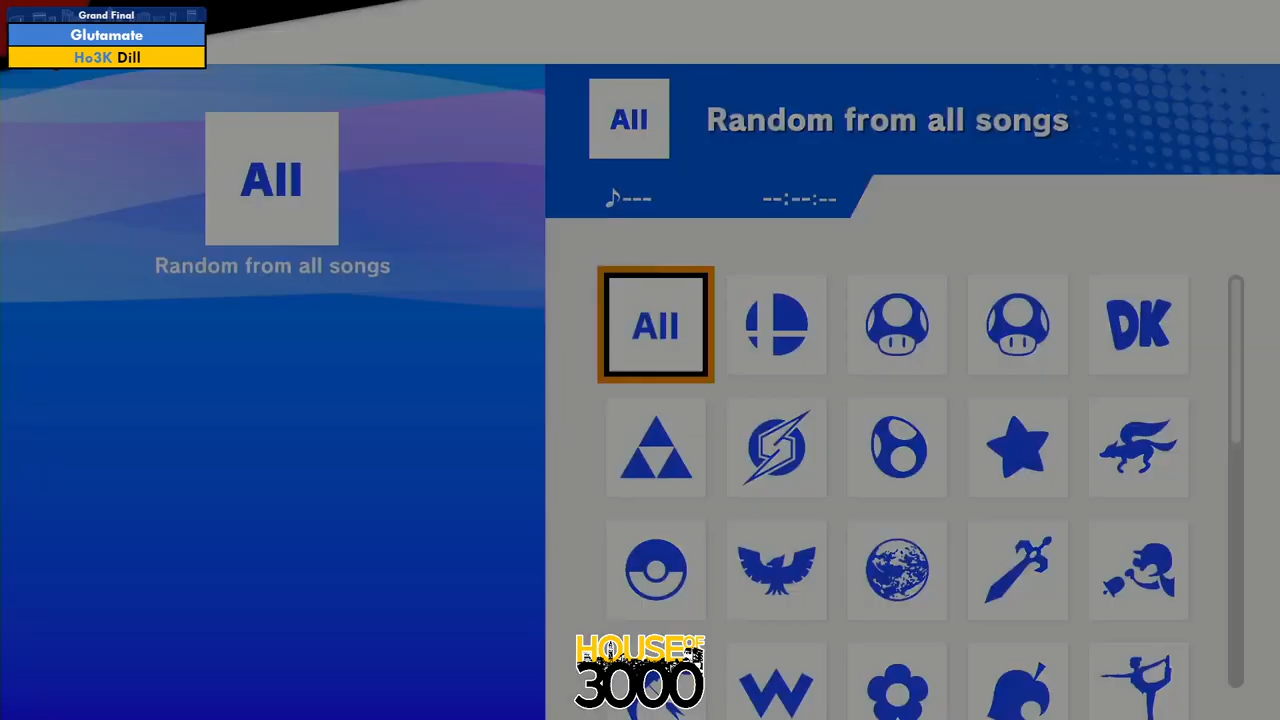 Grand Final
Glutamate
Ho3K Dill
All
Random from all songs
All
Random from all songs
♪--- --:--:--
All
DK
W
HOUSE OF
3000